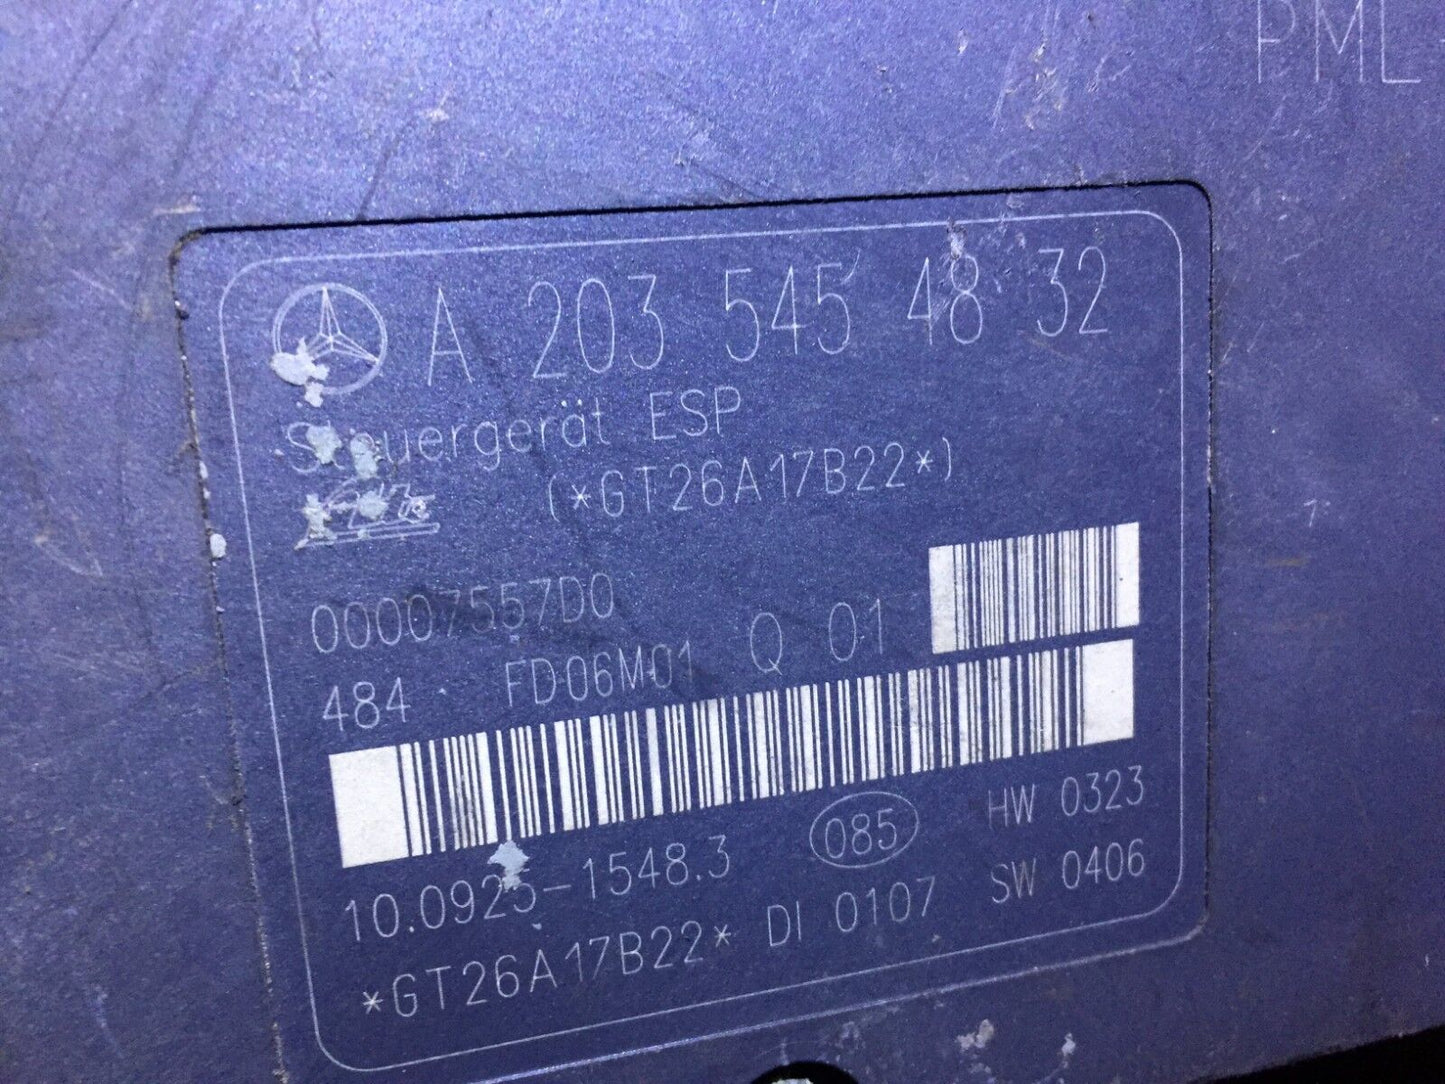 PML
A 203 545 48 32
Steuergerät ESP
(*GT26A17B22*)
00007557D0
484 FD06M01 Q 01
10.0925-1548.3 085 HW 0323
*GT26A17B22* DI 0107 SW 0406